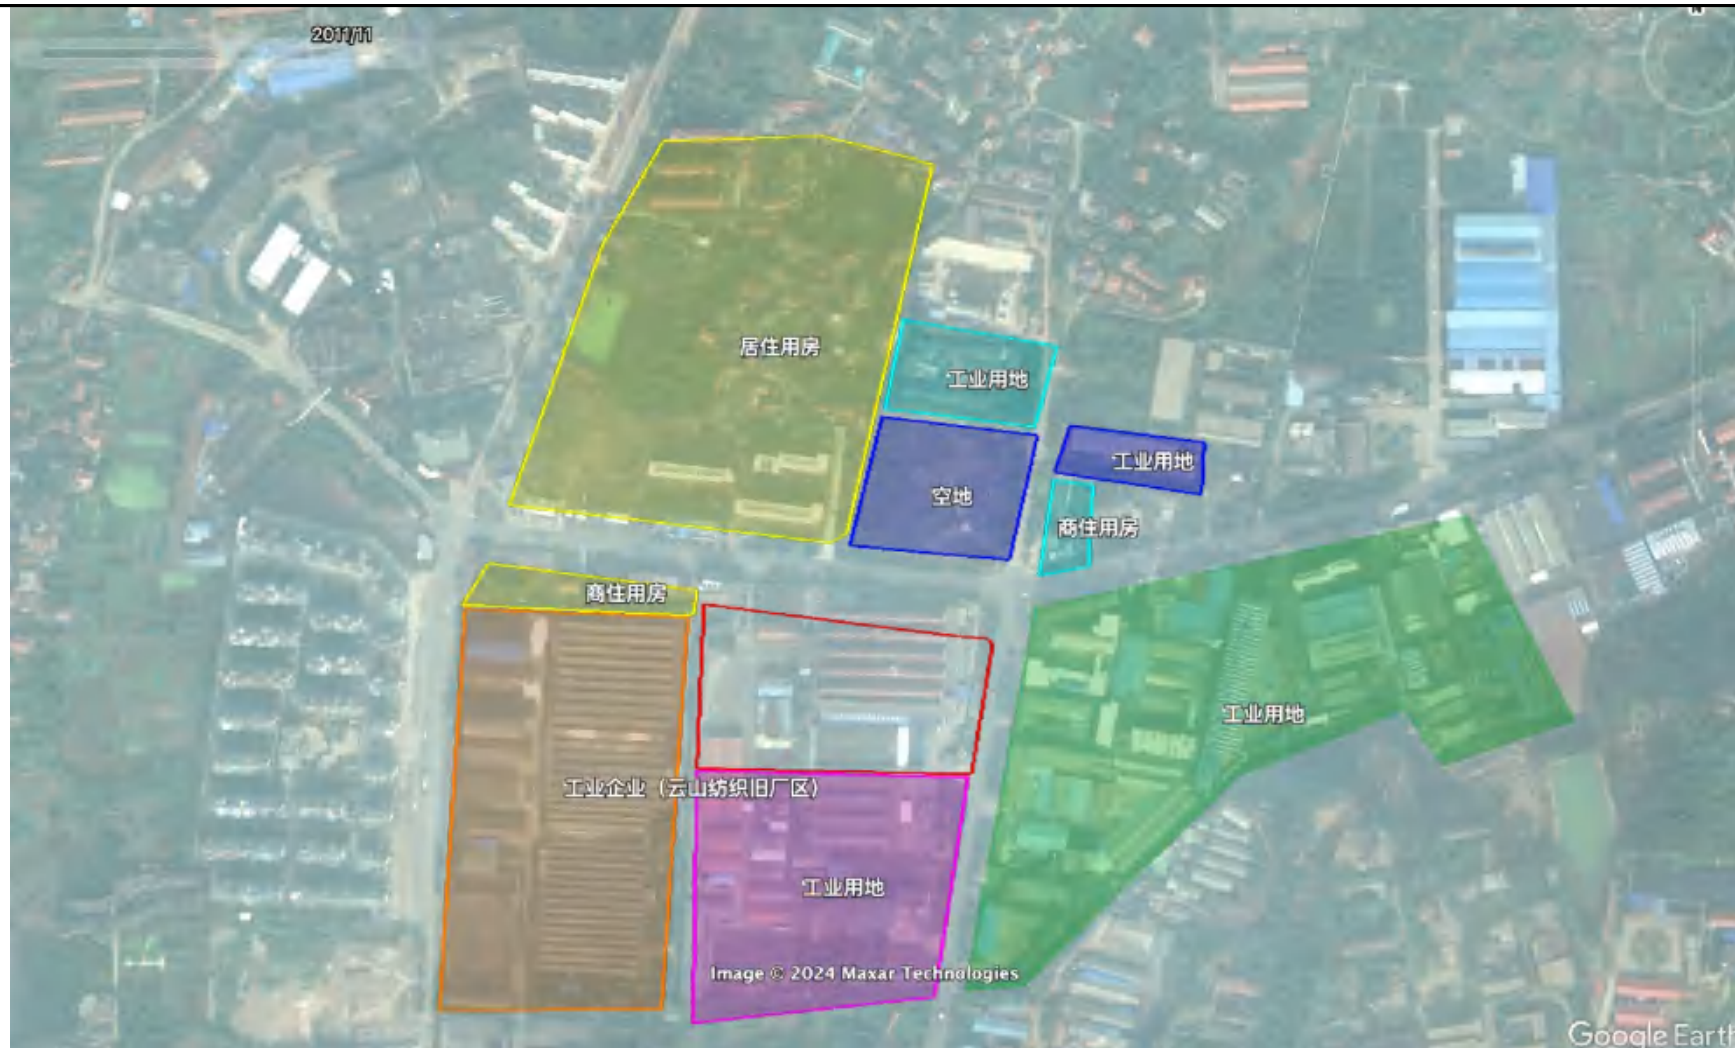 N
2011/11
居住用房
工业用地
工业用地
空地
商住用房
商住用房
工业用地
工业企业（云山纺织旧厂区）
工业用地
Image © 2024 Maxar Technologies
Google Earth